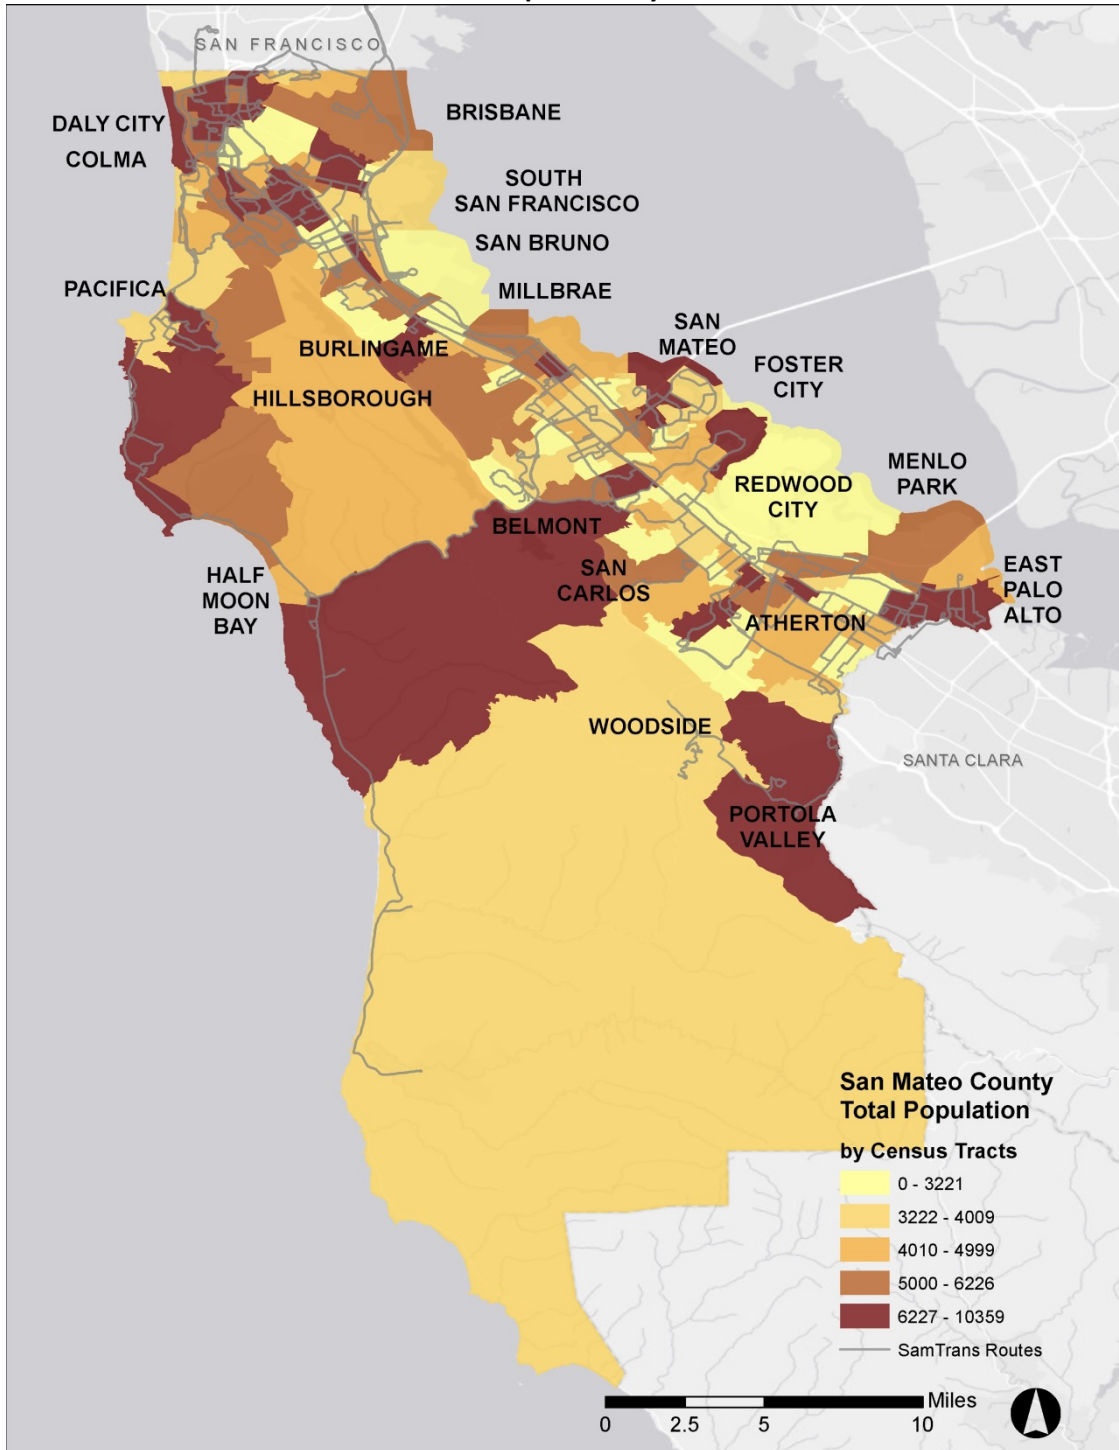 SAN FRANCISCO
DALY CITY
COLMA
BRISBANE
SOUTH
SAN FRANCISCO
SAN BRUNO
PACIFICA
MILLBRAE
BURLINGAME
SAN
MATEO
FOSTER
CITY
HILLSBOROUGH
REDWOOD
CITY
MENLO
PARK
BELMONT
HALF
MOON
BAY
SAN
CARLOS
EAST
PALO
ALTO
ATHERTON
WOODSIDE
SANTA CLARA
PORTOLA
VALLEY
San Mateo County
Total Population
by Census Tracts
0 - 3221
3222 - 4009
4010 - 4999
5000 - 6226
6227 - 10359
SamTrans Routes
Miles
0 2.5 5 10